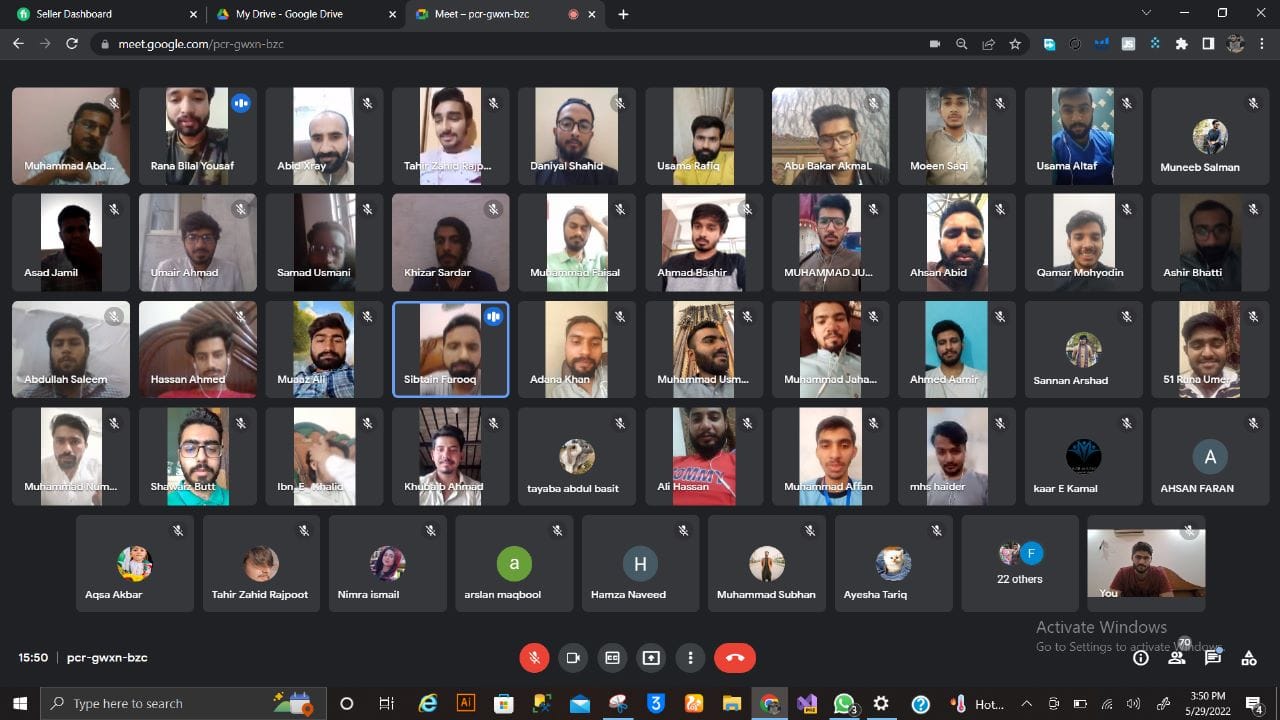 Seller Dashboard
My Drive - Google Drive
Meet – pcr-gwxn-bzc
meet.google.com/pcr-gwxn-bzc
JS
Muhammad Abd...
Rana Bilal Yousaf
Abid Xray
Tahir Zahid Rajp...
Daniyal Shahid
Usama Rafiq
Abu Bakar Akmal
Moeen Saqi
Usama Altaf
Muneeb Salman
Asad Jamil
Umair Ahmad
Samad Usmani
Khizar Sardar
Muhammad Faisal
Ahmad Bashir
MUHAMMAD JU...
Ahsan Abid
Qamar Mohyodin
Ashir Bhatti
Abdullah Saleem
Hassan Ahmed
Muaaz Ali
Sibtain Farooq
Adana Khan
Muhammad Usm...
Muhammad Jaha...
Ahmed Aamir
Sannan Arshad
51 Rana Umer
Muhammad Num...
Shawaiz Butt
Ibn_E_Khalid
Khubaib Ahmad
tayaba abdul basit
TOMMY
Ali Hassan
Muhammad Affan
mhs haider
kaar E Kamal
A
AHSAN FARAN
Aqsa Akbar
Tahir Zahid Rajpoot
Nimra ismail
a
arslan maqbool
H
Hamza Naveed
Muhammad Subhan
Ayesha Tariq
F
22 others
You
Activate Windows
Go to Settings to activate Windows.
15:50
pcr-gwxn-bzc
70
Type here to search
Ai
3
Hot...
3:50 PM
5/29/2022
4